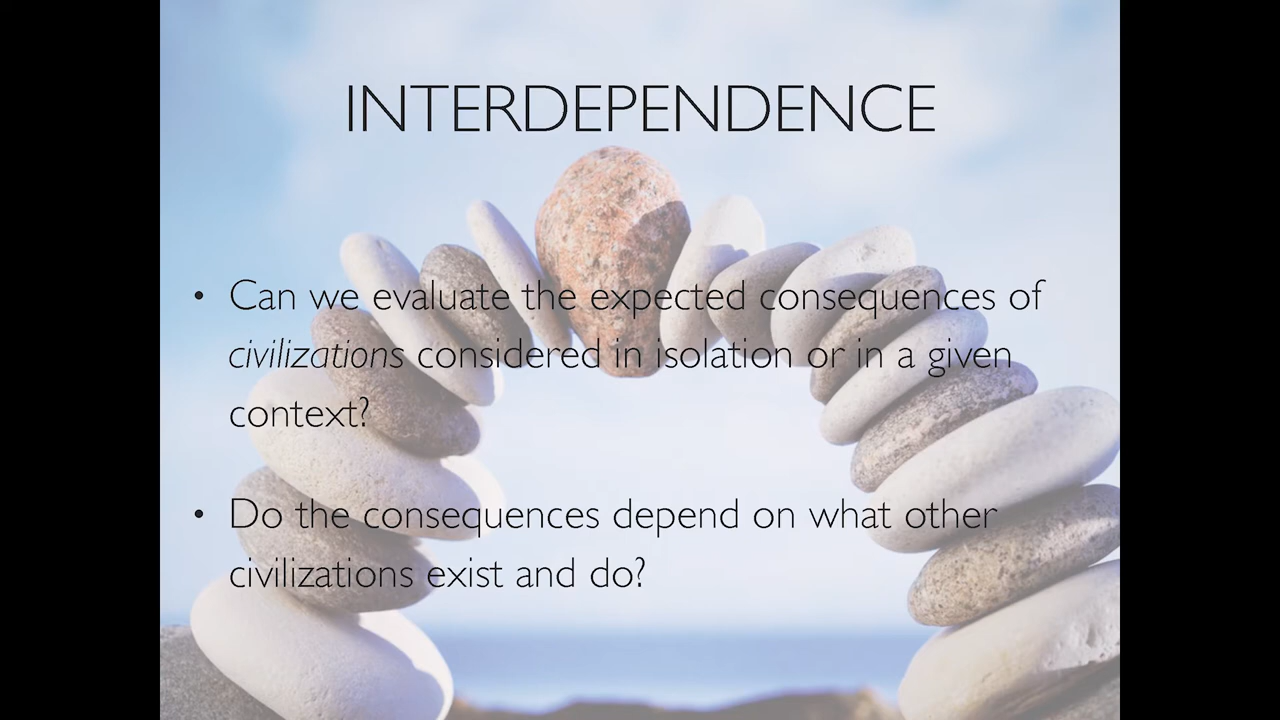 INTERDEPENDENCE
• Can we evaluate the expected consequences of
civilizations considered in isolation or in a given
context?
• Do the consequences depend on what other
civilizations exist and do?